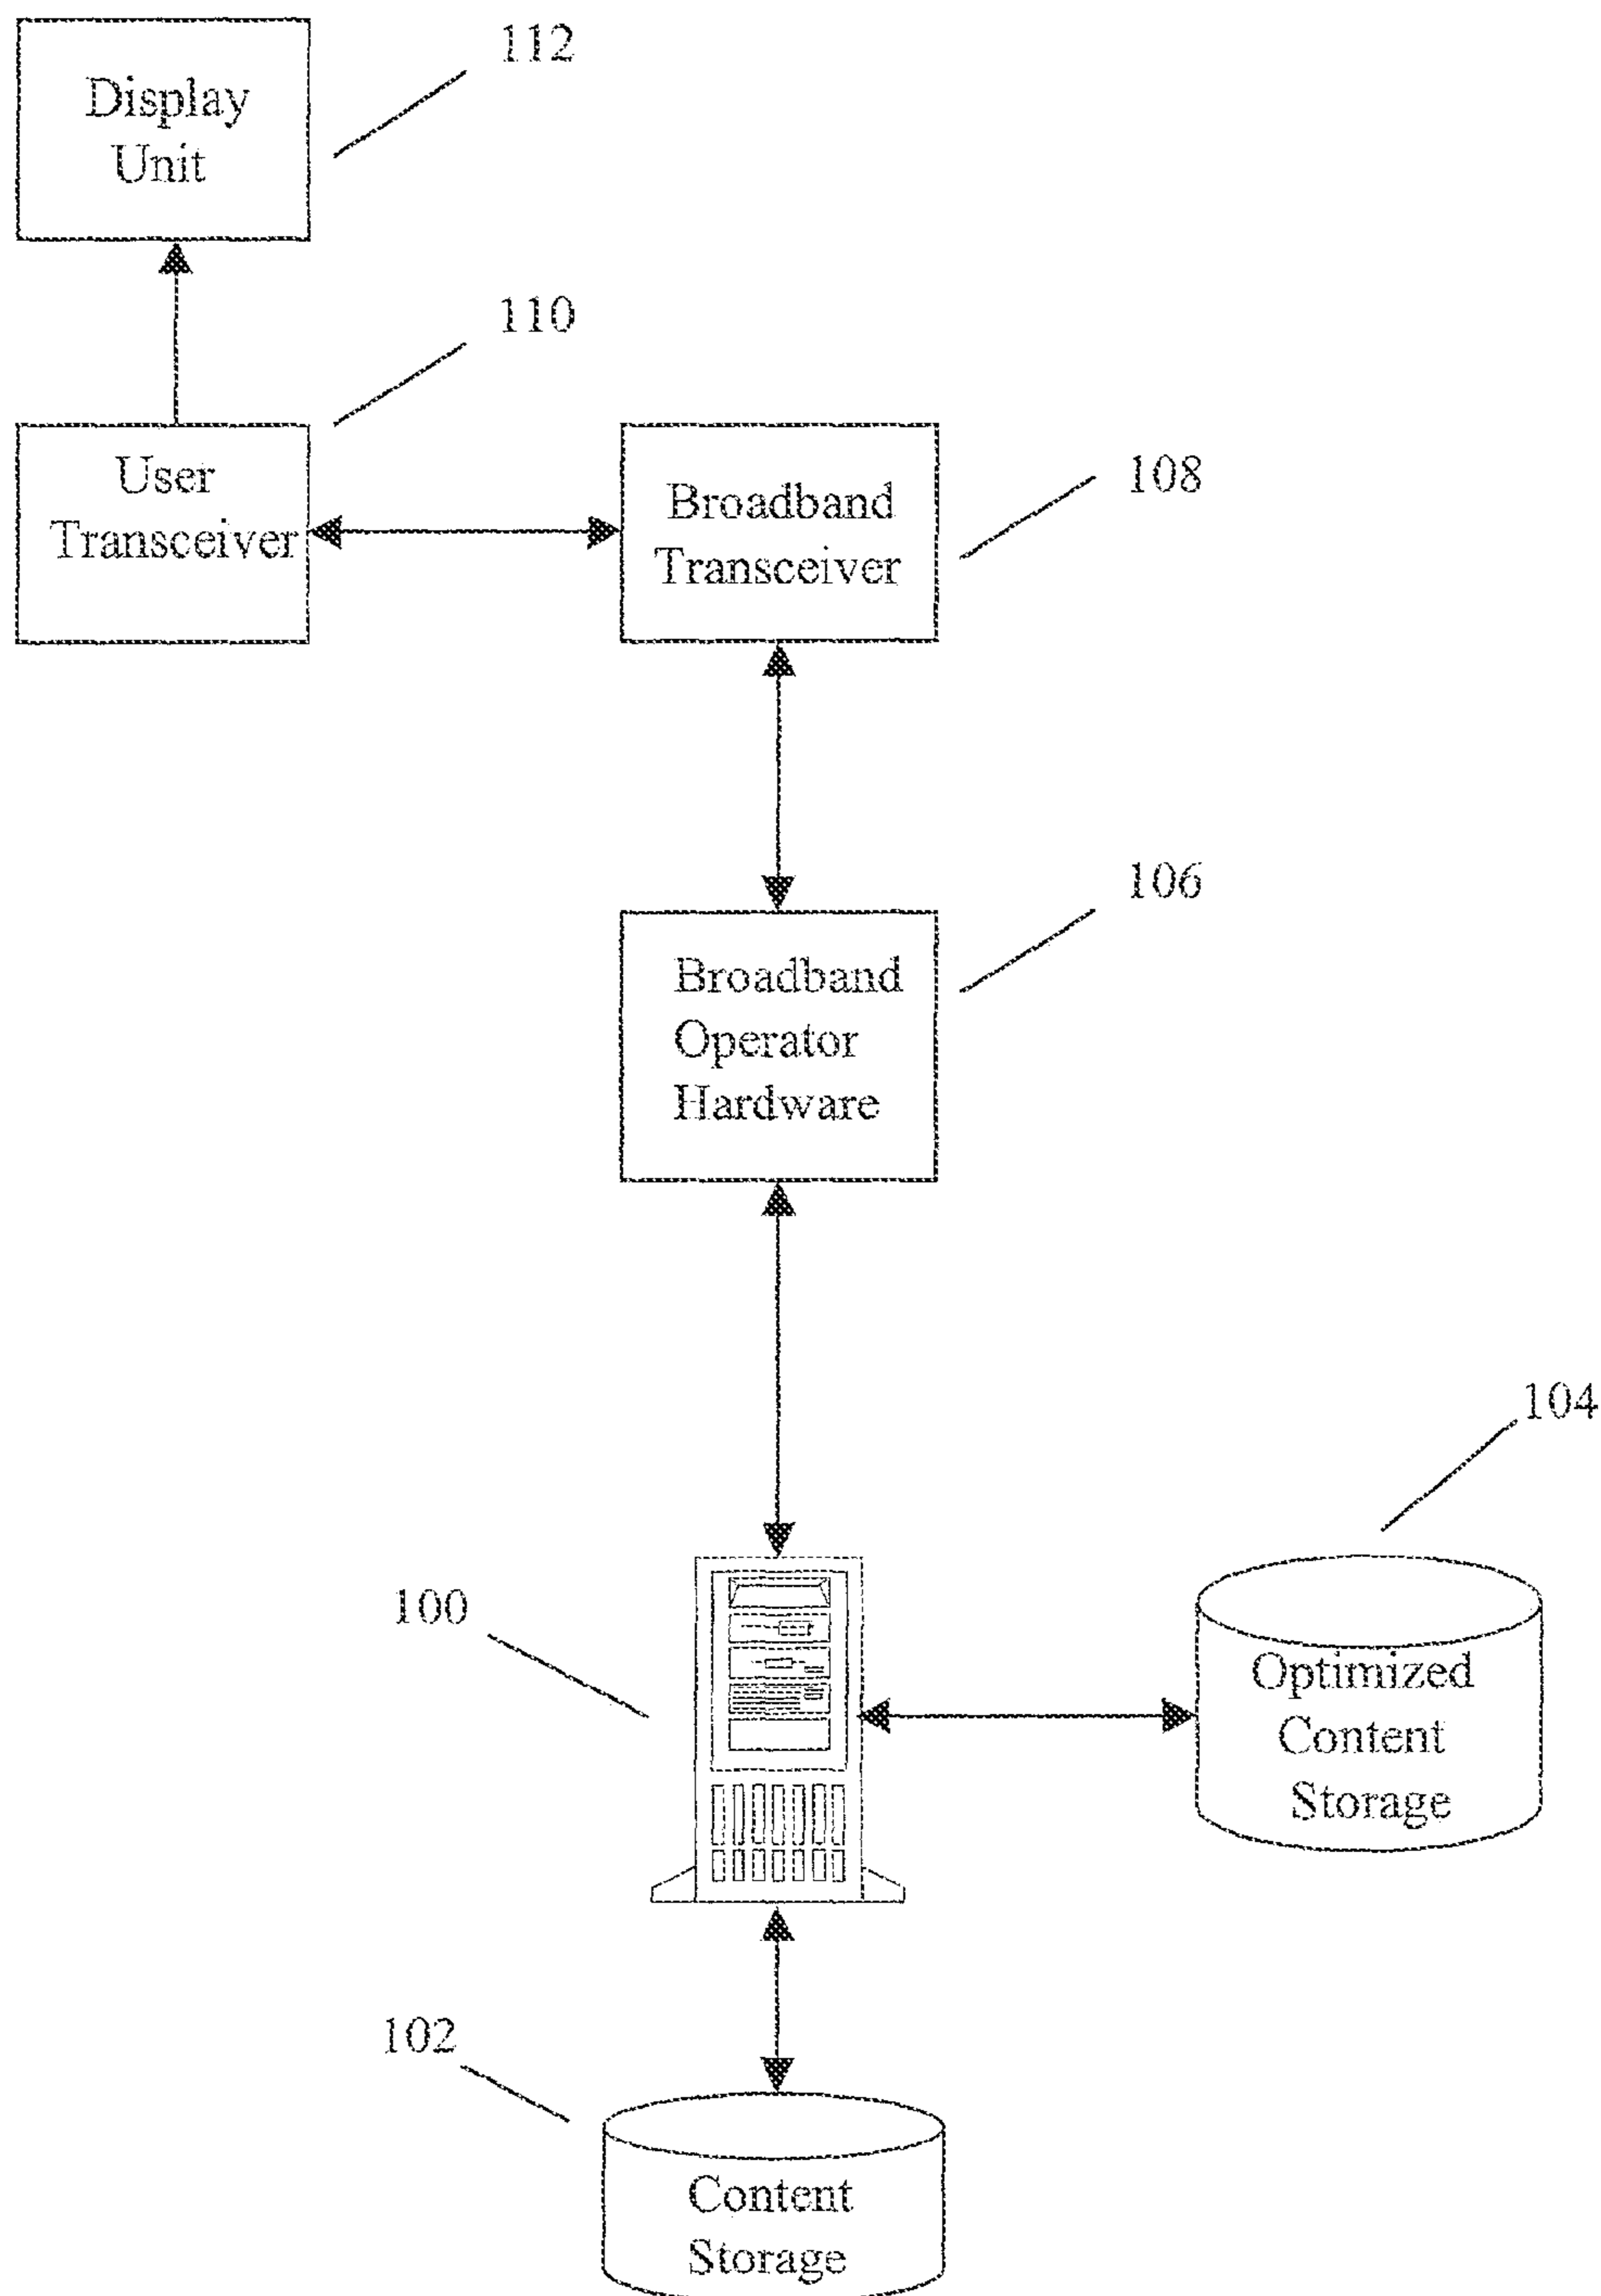 112
Display
Unit
110
User
Transceiver
108
Broadband
Transceiver
106
Broadband
Operator
Hardware
104
100
Optimized
Content
Storage
102
Content
Storage